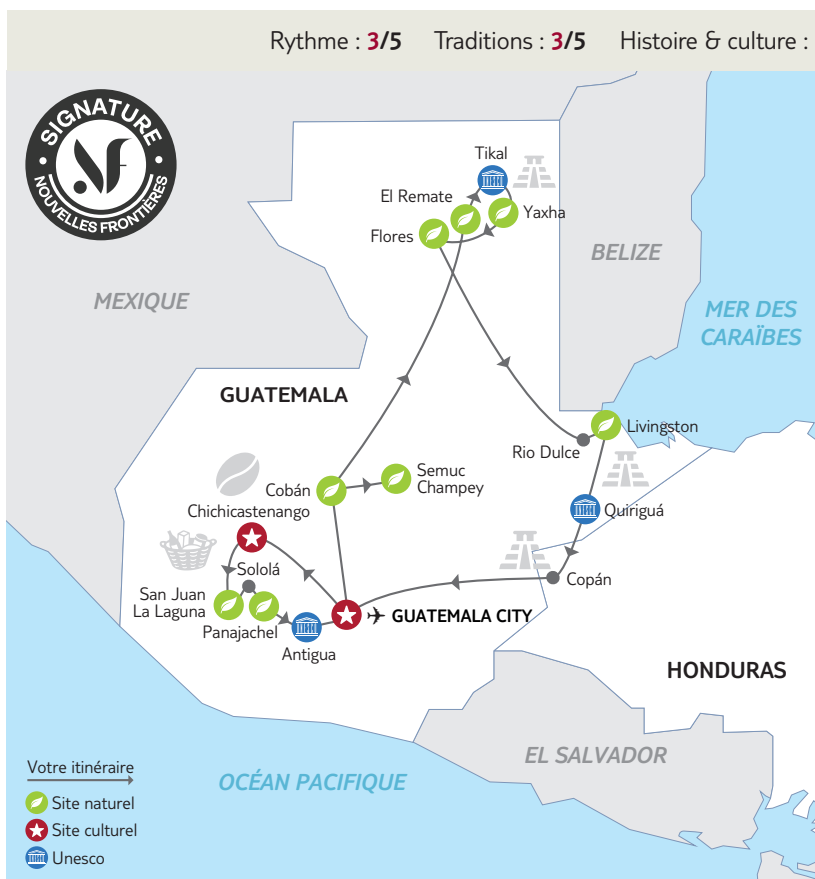 Rythme : 3/5 Traditions : 3/5 Histoire & culture :
SIGNATURE
NF
NOUVELLES FRONTIÈRES
Tikal
El Remate
Yaxha
Flores
BELIZE
MEXIQUE
MER DES
CARAÏBES
GUATEMALA
Livingston
Rio Dulce
Semuc
Champey
Cobán
Chichicastenango
Quiriguá
Sololá
Copán
San Juan
La Laguna
Panajachel
GUATEMALA CITY
Antigua
HONDURAS
EL SALVADOR
Votre itinéraire
OCÉAN PACIFIQUE
Site naturel
Site culturel
Unesco